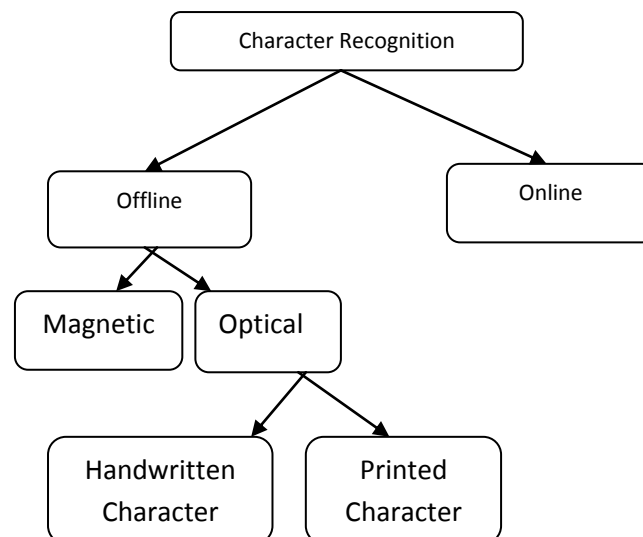 Character Recognition
Offline
Online
Magnetic
Optical
Handwritten
Character
Printed
Character